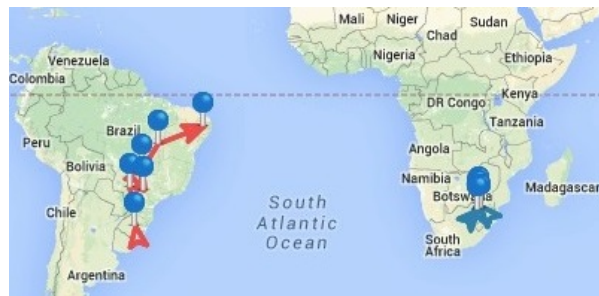 Mali
Niger
Sudan
Chad
Venezuela
Nigeria
Ethiopia
Colombia
DR Congo
Kenya
Brazil
Tanzania
Peru
Angola
Bolivia
Namibia
Botswana
Madagascar
South
Atlantic
Ocean
Chile
South
Africa
Argentina